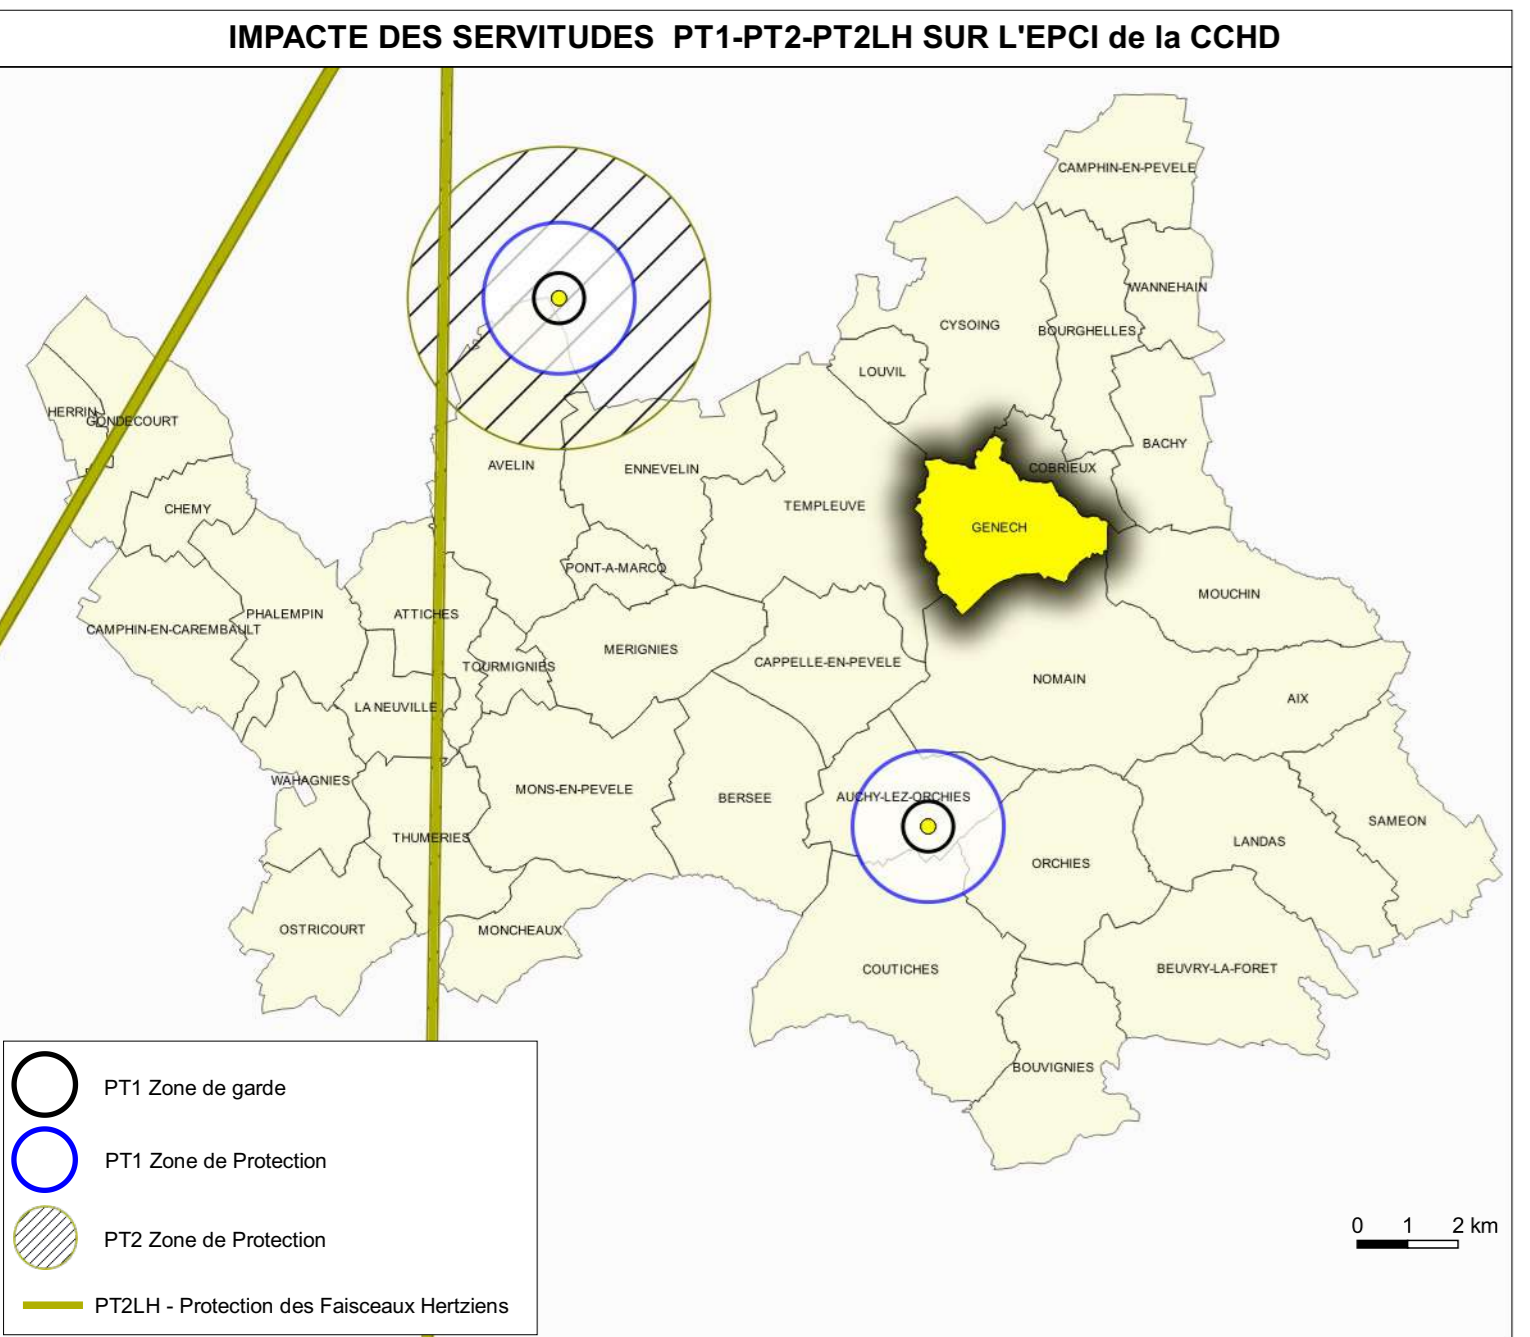 IMPACTE DES SERVITUDES PT1-PT2-PT2LH SUR L'EPCI de la CCHD
CAMPHIN-EN-PEVELE
WANNEHAIN
CYSOING
BOURGHELLES
LOUVIL
HERRIN
GONDECOURT
BACHY
AVELIN
ENNEVELIN
COBRIEUX
CHEMY
TEMPLEUVE
GENECH
PONT-A-MARCQ
MOUCHIN
PHALEMPIN
ATTICHES
CAMPHIN-EN-CAREMBAULT
MERIGNIES
TOURMIGNIES
CAPPELLE-EN-PEVELE
NOMAIN
AIX
LA NEUVILLE
WAHAGNIES
MONS-EN-PEVELE
BERSEE
AUCHY-LEZ-ORCHIES
SAMEON
THUMERIES
LANDAS
ORCHIES
OSTRICOURT
MONCHEAUX
COUTICHES
BEUVRY-LA-FORET
BOUVIGNIES
PT1 Zone de garde
PT1 Zone de Protection
PT2 Zone de Protection
PT2LH - Protection des Faisceaux Hertziens
0 1 2 km